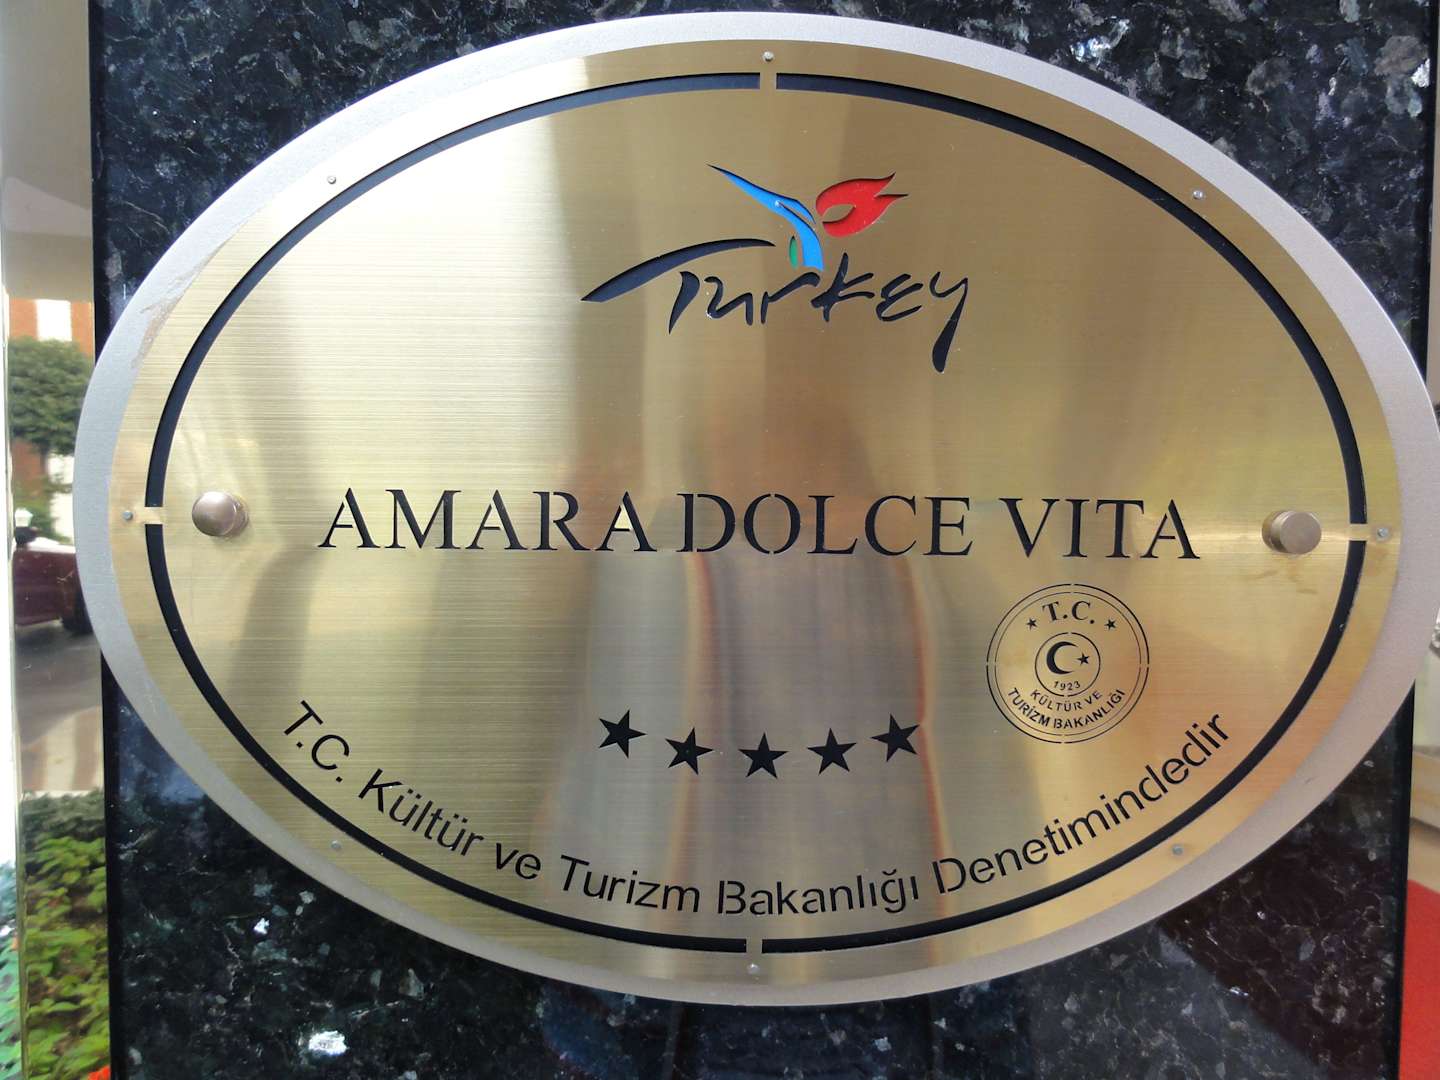 Turkey
AMARA DOLCE VITA
T.C.
1923
KÜLTÜR VE
TURİZM BAKANLIĞI
T.C. Kültür ve Turizm Bakanlığı Denetimindedir